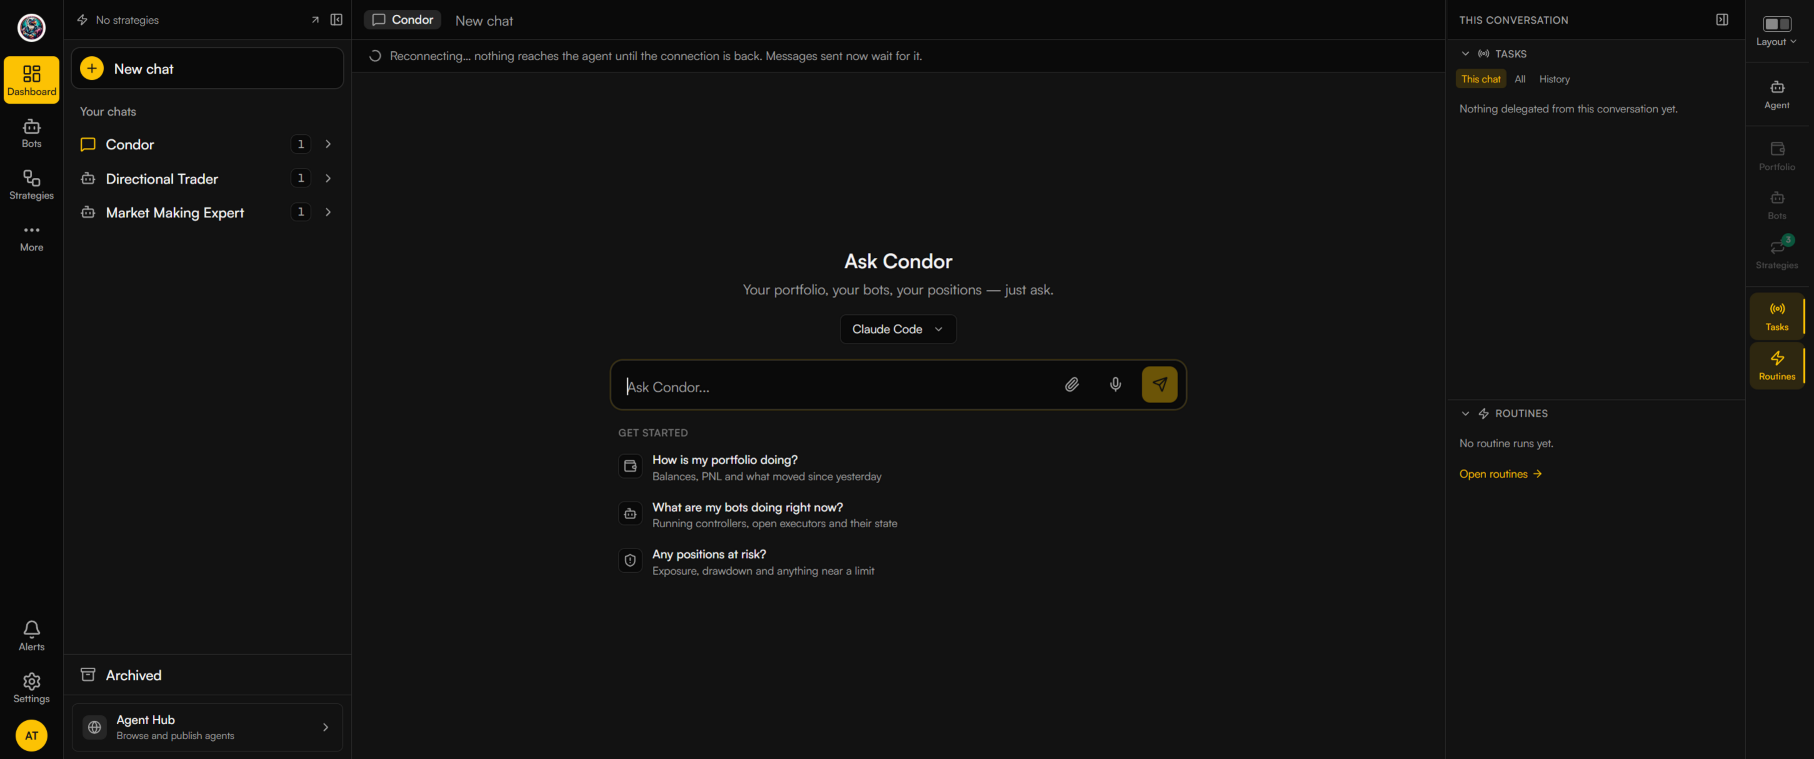 Dashboard
Bots
Strategies
More
Alerts
Settings
AT
No strategies
New chat
Your chats
Condor 1
Directional Trader 1
Market Making Expert 1
Archived
Agent Hub
Browse and publish agents
Condor New chat
Reconnecting... nothing reaches the agent until the connection is back. Messages sent now wait for it.
Ask Condor
Your portfolio, your bots, your positions — just ask.
Claude Code
Ask Condor...
GET STARTED
How is my portfolio doing?
Balances, PNL and what moved since yesterday
What are my bots doing right now?
Running controllers, open executors and their state
Any positions at risk?
Exposure, drawdown and anything near a limit
THIS CONVERSATION
TASKS
This chat All History
Nothing delegated from this conversation yet.
ROUTINES
No routine runs yet.
Open routines →
Layout
Agent
Portfolio
Bots
3
Strategies
Tasks
Routines